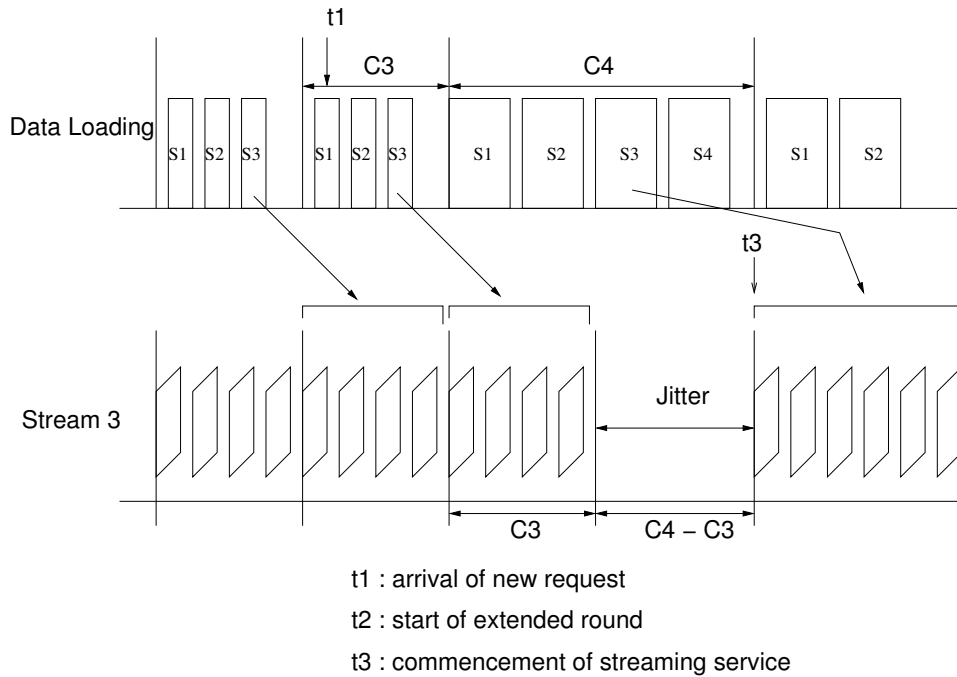 t1
C3 C4
Data Loading
S1 S2 S3 S1 S2 S3 S1 S2 S3 S4 S1 S2
t3
Jitter
Stream 3
C3 C4 − C3
t1 : arrival of new request
t2 : start of extended round
t3 : commencement of streaming service